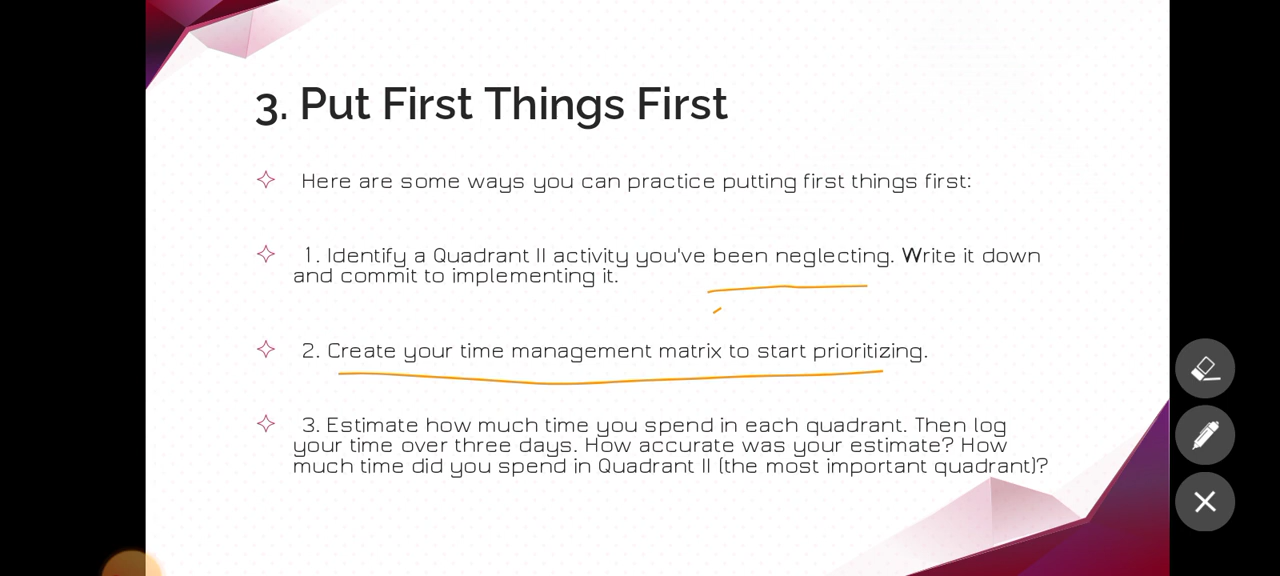 3. Put First Things First
Here are some ways you can practice putting first things first:
1. Identify a Quadrant II activity you've been neglecting. Write it down
and commit to implementing it.
2. Create your time management matrix to start prioritizing.
3. Estimate how much time you spend in each quadrant. Then log
your time over three days. How accurate was your estimate? How
much time did you spend in Quadrant II (the most important quadrant)?